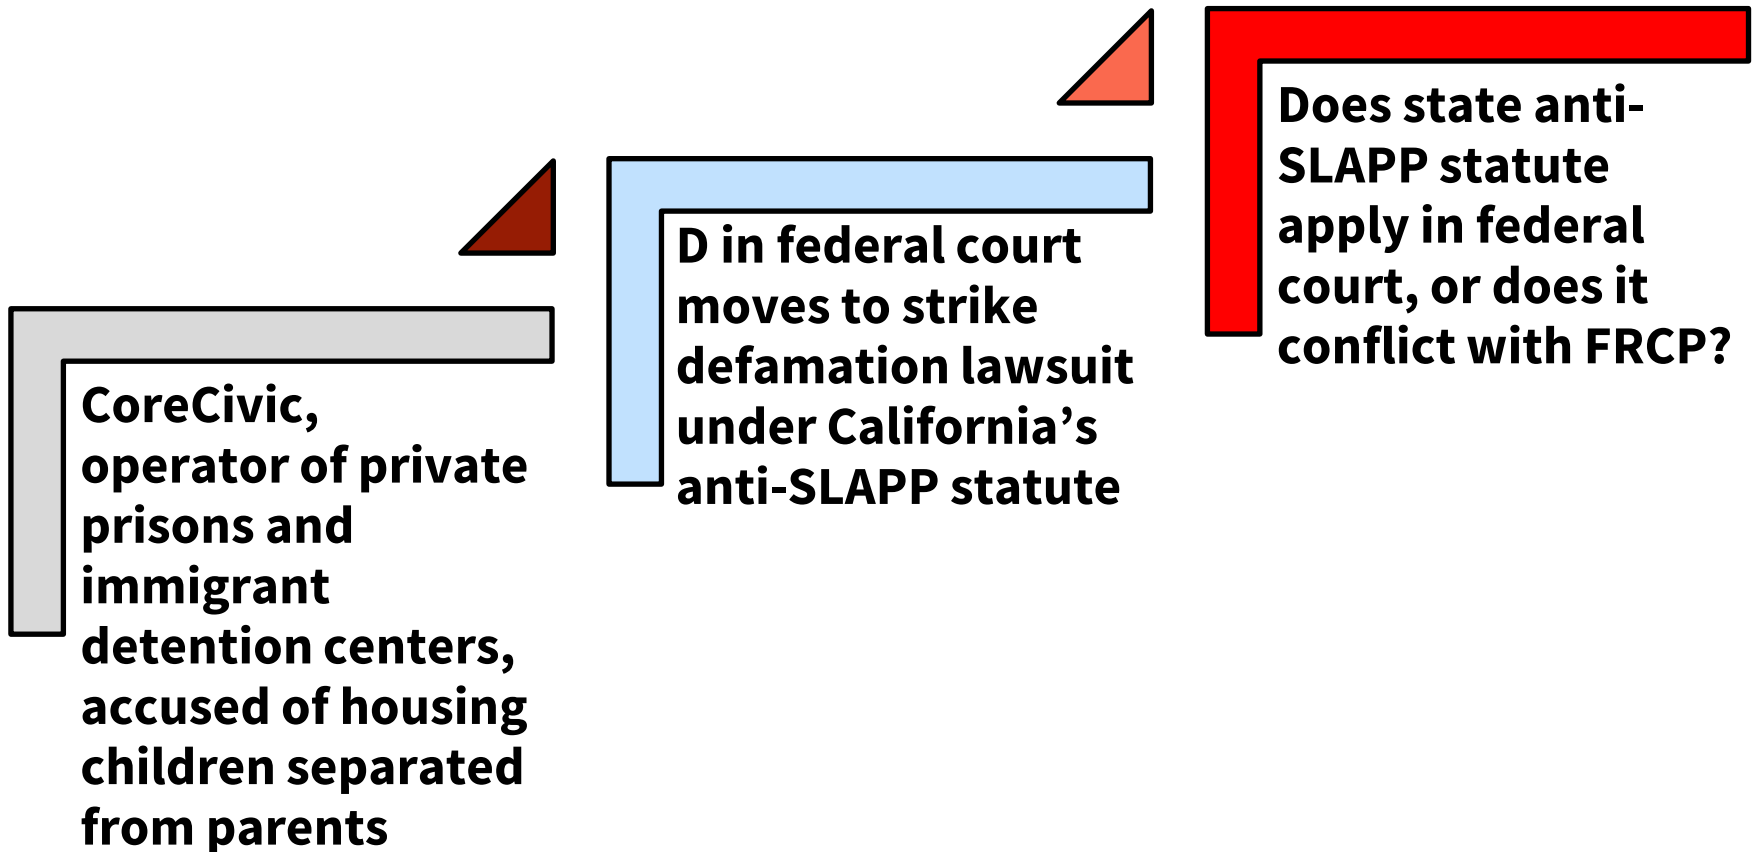 CoreCivic,
operator of private
prisons and
immigrant
detention centers,
accused of housing
children separated
from parents
D in federal court
moves to strike
defamation lawsuit
under California’s
anti-SLAPP statute
Does state anti-
SLAPP statute
apply in federal
court, or does it
conflict with FRCP?